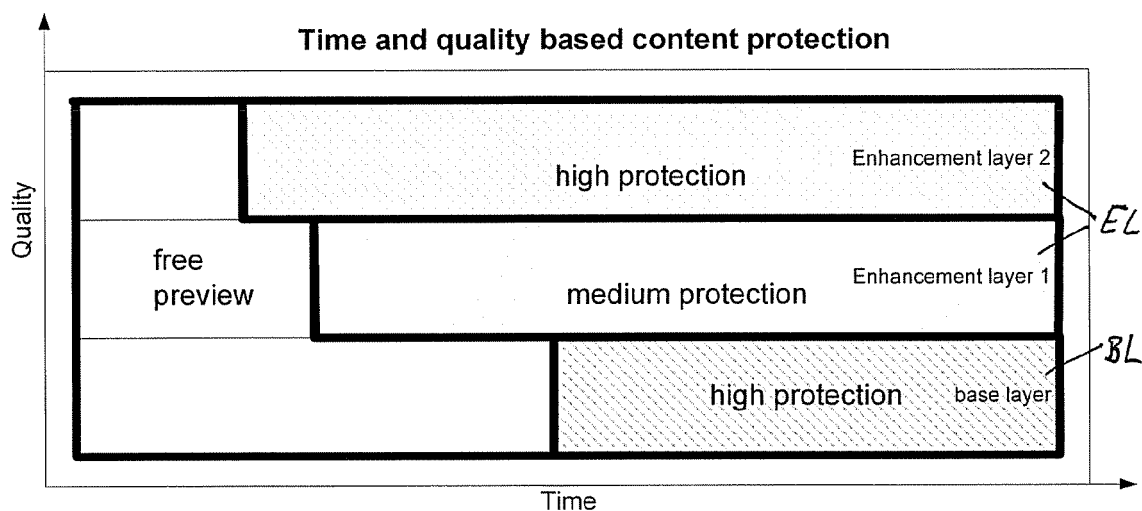 Time and quality based content protection
Quality
high protection
Enhancement layer 2
EL
free
preview
medium protection
Enhancement layer 1
BL
high protection
base layer
Time